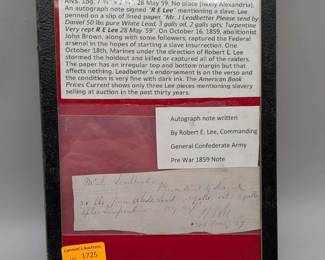 ANS. 1pg. 7 ¾" x 2 ¾". 28 May 59. No place (likely Alexandria).
An autograph note signed 'R E Lee' mentioning a slave. Lee
penned on a slip of lined paper, "Mr. J Leadbetter Please send by
Daniel 50 lbs pure White Lead, 3 gals oil, 2 galls spts; Turpintine
Very rept R E Lee 28 May '59". On October 16, 1859, abolitionist
John Brown, along with some followers, captured the Federal
arsenal in the hopes of starting a slave insurrection. One
October 18th, Marines under the direction of Robert E. Lee
stormed the holdout and killed or captured all of the raiders.
The paper has an irregular top and bottom margin but that
affects nothing. Leadbetter's endorsement is on the verso and
the condition is very fine with dark ink. The American Book
Prices Current shows only three Lee pieces mentioning slavery
selling at auction in the past thirty years.
Autograph note written
By Robert E. Lee, Commanding
General Confederate Army
Pre War 1859 Note
1725